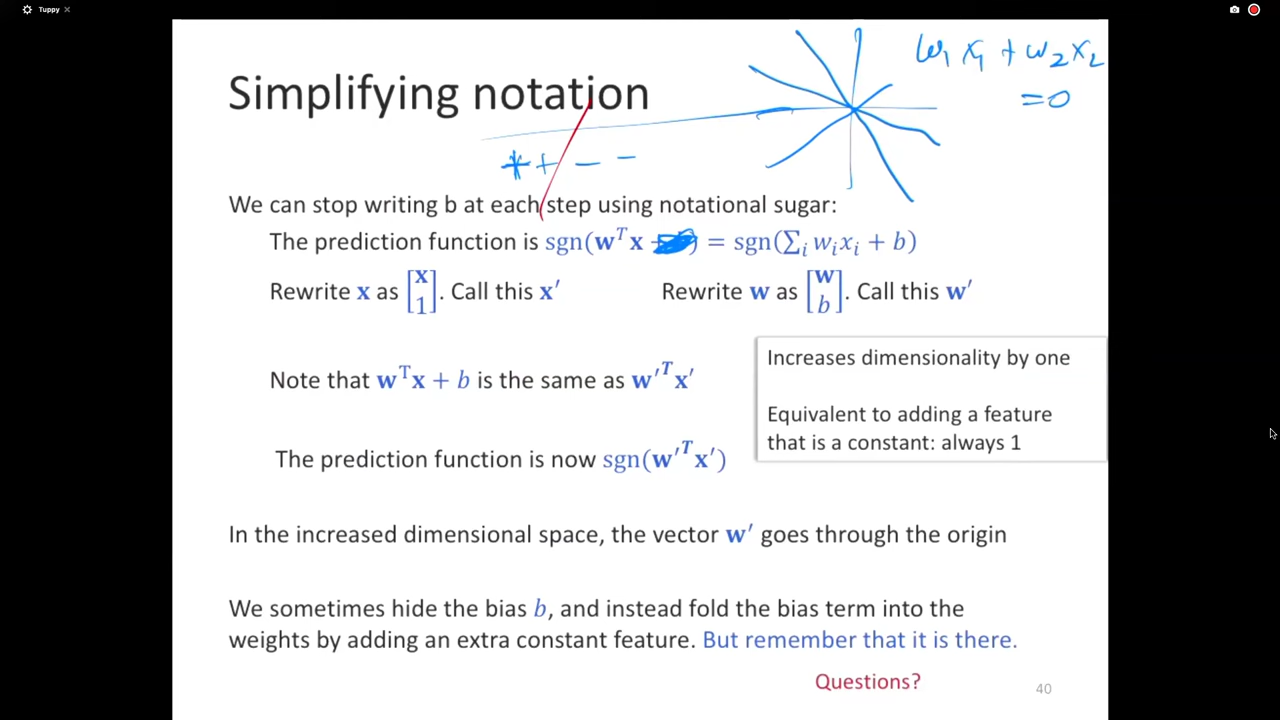 Tuppy
w₁ x₁ + w₂ x₂
= 0
Simplifying notation
* + − −
We can stop writing b at each step using notational sugar:
The prediction function is sgn(𝐰ᵀ𝐱 ) = sgn(∑ᵢ wᵢxᵢ + b)
Rewrite 𝐱 as [𝐱 1]. Call this 𝐱′ Rewrite 𝐰 as [𝐰 b]. Call this 𝐰′
Increases dimensionality by one
Note that 𝐰ᵀ𝐱 + b is the same as 𝐰′ᵀ𝐱′
Equivalent to adding a feature
that is a constant: always 1
The prediction function is now sgn(𝐰′ᵀ𝐱′)
In the increased dimensional space, the vector 𝐰′ goes through the origin
We sometimes hide the bias b, and instead fold the bias term into the
weights by adding an extra constant feature. But remember that it is there.
Questions?
40